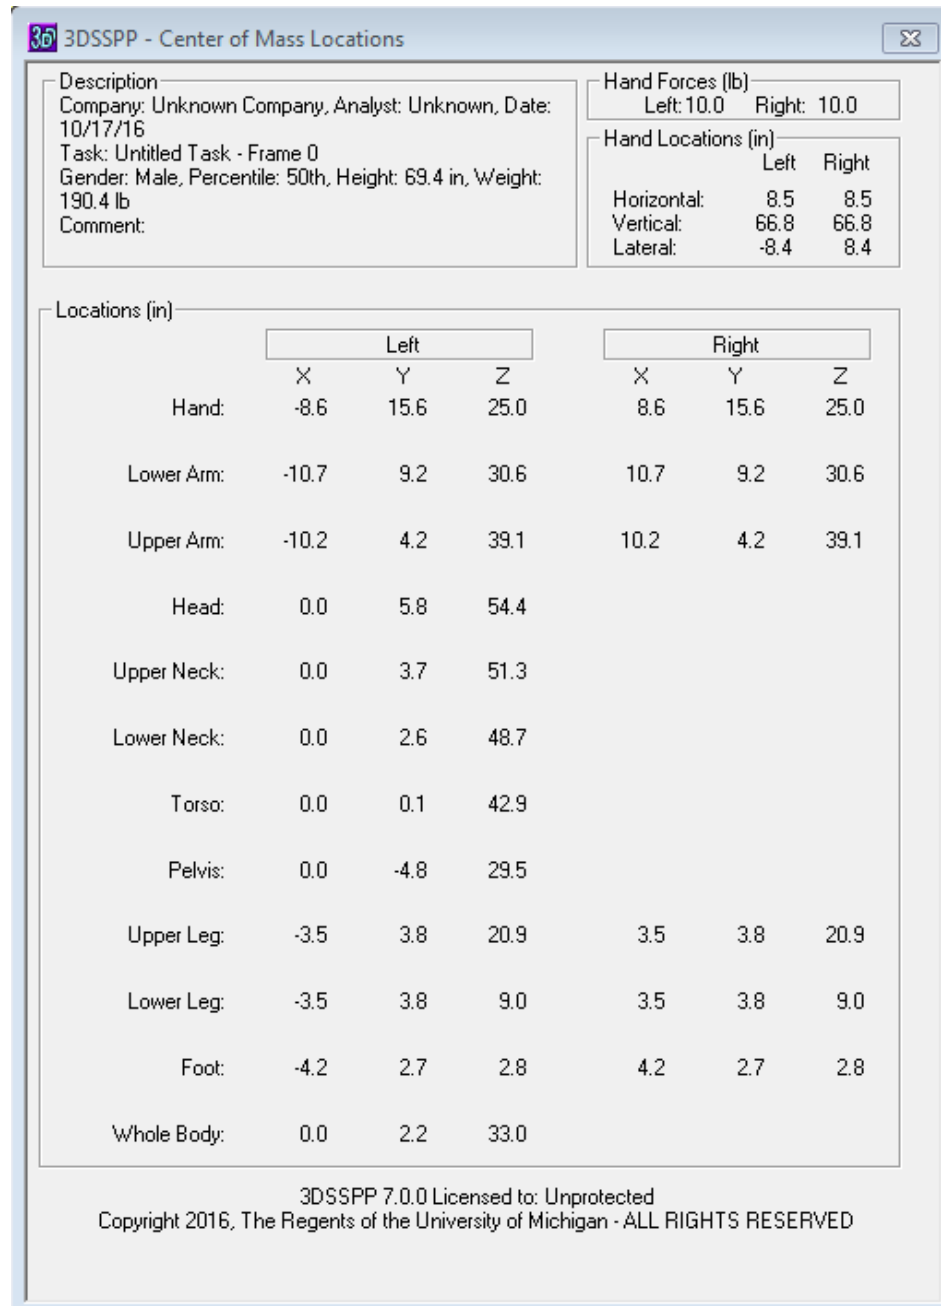 3D 3DSSPP - Center of Mass Locations
Description
Company: Unknown Company, Analyst: Unknown, Date:
10/17/16
Task: Untitled Task - Frame 0
Gender: Male, Percentile: 50th, Height: 69.4 in, Weight:
190.4 lb
Comment:
Hand Forces (lb)
Left: 10.0 Right: 10.0
Hand Locations (in)
Left Right
Horizontal: 8.5 8.5
Vertical: 66.8 66.8
Lateral: -8.4 8.4
Locations (in)
Left Right
X Y Z X Y Z
Hand: -8.6 15.6 25.0 8.6 15.6 25.0
Lower Arm: -10.7 9.2 30.6 10.7 9.2 30.6
Upper Arm: -10.2 4.2 39.1 10.2 4.2 39.1
Head: 0.0 5.8 54.4
Upper Neck: 0.0 3.7 51.3
Lower Neck: 0.0 2.6 48.7
Torso: 0.0 0.1 42.9
Pelvis: 0.0 -4.8 29.5
Upper Leg: -3.5 3.8 20.9 3.5 3.8 20.9
Lower Leg: -3.5 3.8 9.0 3.5 3.8 9.0
Foot: -4.2 2.7 2.8 4.2 2.7 2.8
Whole Body: 0.0 2.2 33.0
3DSSPP 7.0.0 Licensed to: Unprotected
Copyright 2016, The Regents of the University of Michigan - ALL RIGHTS RESERVED